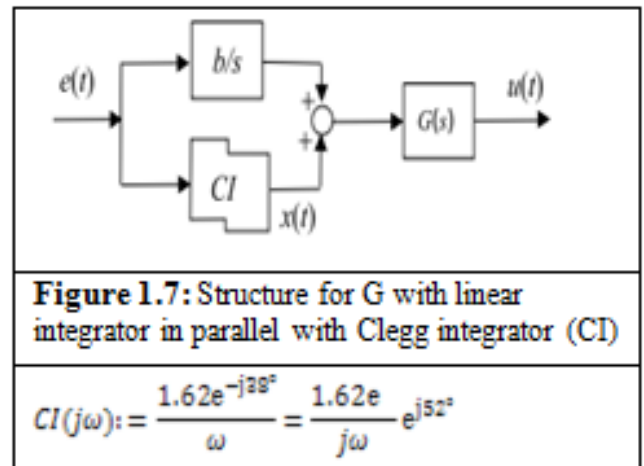 b/s
e(t)
u(t)
+
G(s)
+
CI
x(t)
Figure 1.7: Structure for G with linear
integrator in parallel with Clegg integrator (CI)
CI(jω):= 1.62e^{-j38°}/ω = 1.62e/jω e^{j52°}